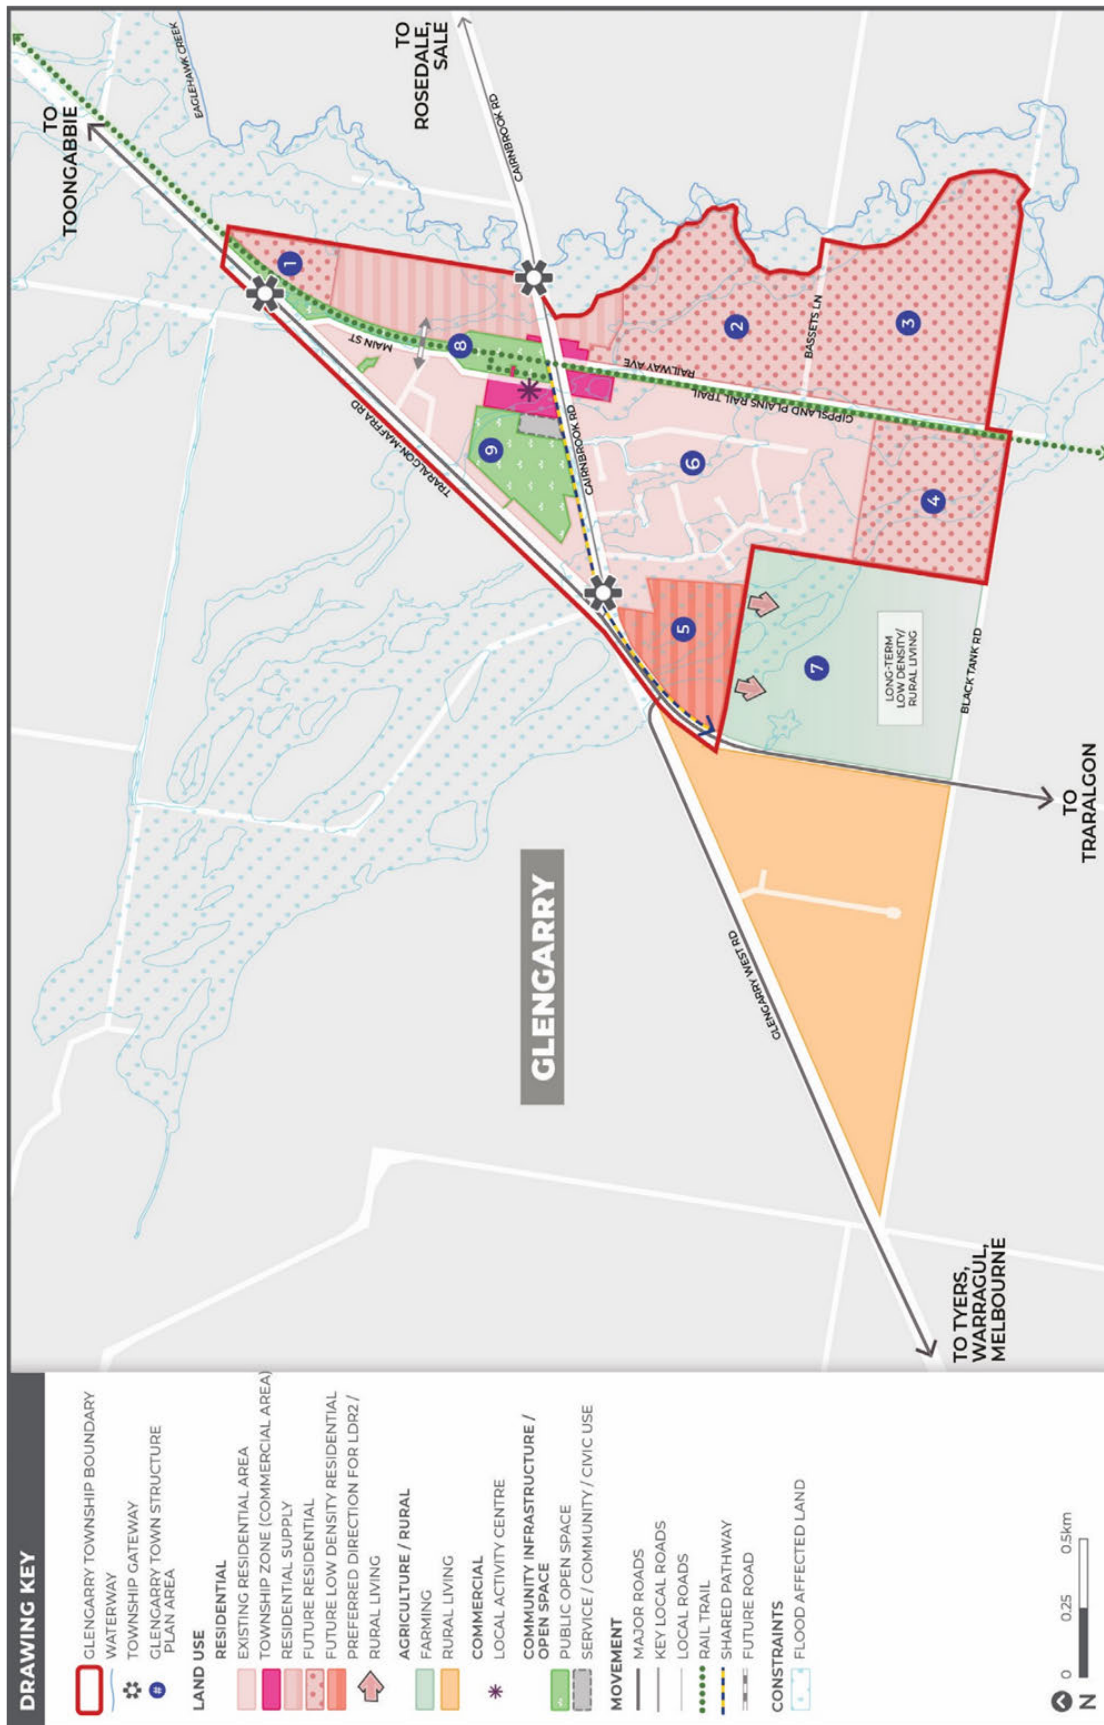 DRAWING KEY
GLENGARRY TOWNSHIP BOUNDARY
WATERWAY
TOWNSHIP GATEWAY
#
GLENGARRY TOWN STRUCTURE
PLAN AREA
LAND USE
RESIDENTIAL
EXISTING RESIDENTIAL AREA
TOWNSHIP ZONE (COMMERCIAL AREA)
RESIDENTIAL SUPPLY
FUTURE RESIDENTIAL
FUTURE LOW DENSITY RESIDENTIAL
PREFERRED DIRECTION FOR LDR2 /
RURAL LIVING
AGRICULTURE / RURAL
FARMING
RURAL LIVING
COMMERCIAL
LOCAL ACTIVITY CENTRE
COMMUNITY INFRASTRUCTURE /
OPEN SPACE
PUBLIC OPEN SPACE
SERVICE / COMMUNITY / CIVIC USE
MOVEMENT
MAJOR ROADS
KEY LOCAL ROADS
LOCAL ROADS
RAIL TRAIL
SHARED PATHWAY
FUTURE ROAD
CONSTRAINTS
FLOOD AFFECTED LAND
N
0
0.25
0.5km
TO
TOONGABBIE
EAGLEHAWK CREEK
TO
ROSEDALE,
SALE
CAIRNBROOK RD
1
MAIN ST
8
TRARALGON-MAFFRA RD
9
CAIRNBROOK RD
RAILWAY AVE
2
BASSETS LN
3
GIPPSLAND PLAINS RAIL TRAIL
6
4
5
7
LONG-TERM
LOW DENSITY/
RURAL LIVING
BLACK TANK RD
GLENGARRY
GLENGARRY WEST RD
TO
TRARALGON
TO TYERS,
WARRAGUL,
MELBOURNE